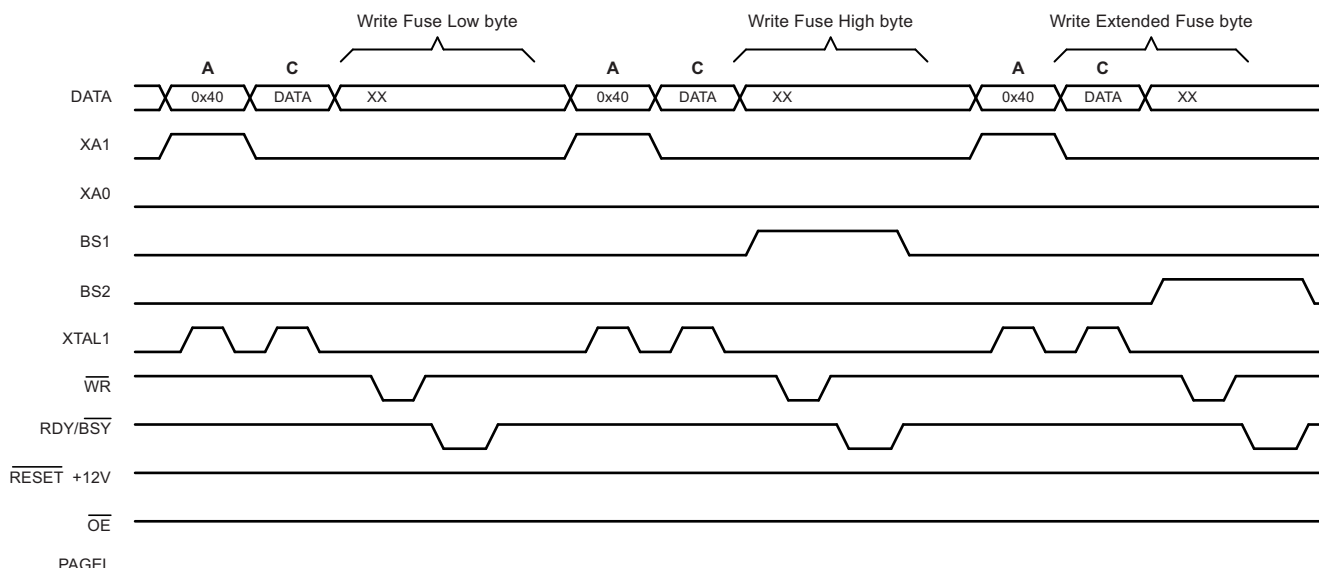 Write Fuse Low byte Write Fuse High byte Write Extended Fuse byte
A C A C A C
DATA 0x40 DATA XX 0x40 DATA XX 0x40 DATA XX
XA1
XA0
BS1
BS2
XTAL1
WR
RDY/BSY
RESET +12V
OE
PAGEL